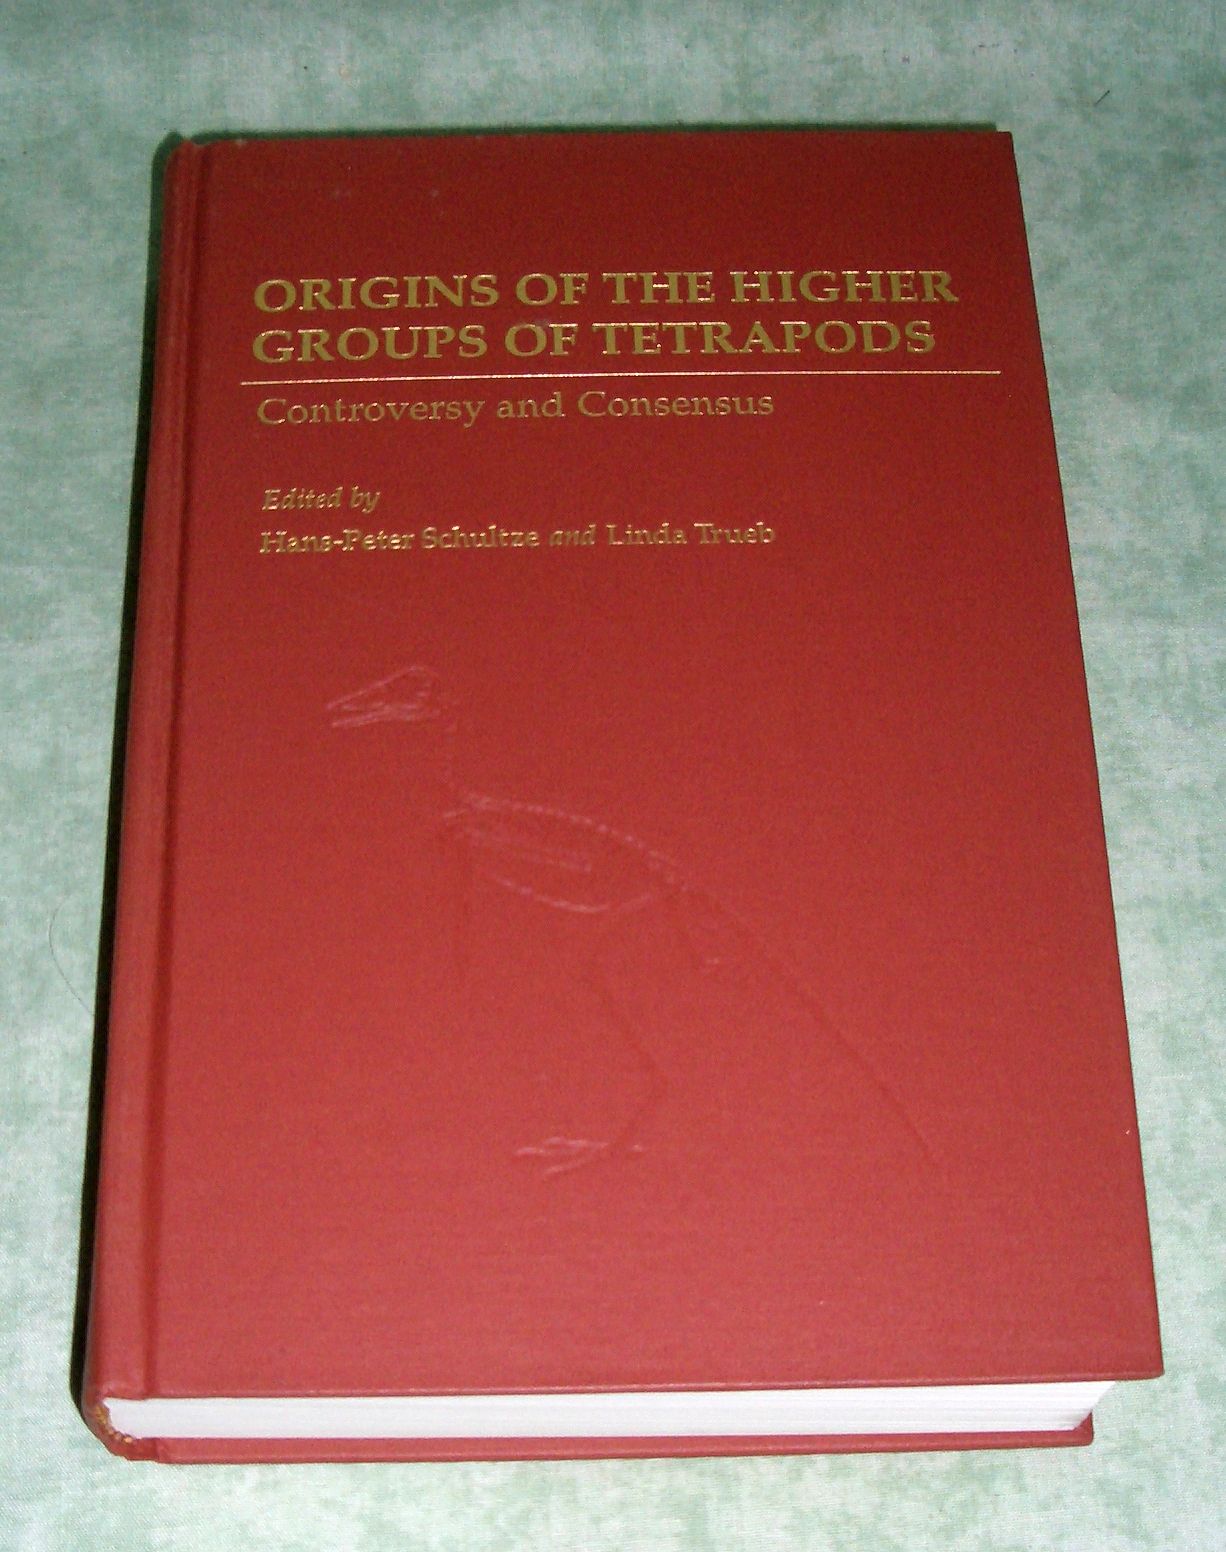 ORIGINS OF THE HIGHER
GROUPS OF TETRAPODS
Controversy and Consensus
Edited by
Hans-Peter Schultze and Linda Trueb